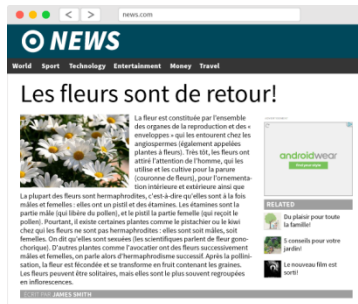 news.com
NEWS
World Sport Technology Entertainment Money Travel
Les fleurs sont de retour!
La fleur est constituée par l'ensemble
des organes de la reproduction et des «
enveloppes » qui les entourent chez les
angiospermes (également appelées
plantes à fleurs). Très tôt, les fleurs ont
attiré l'attention de l'homme, qui les
utilise et les cultive pour la parure
(couronne de fleurs), pour l'ornementa-
tion intérieure et extérieure ainsi que
La plupart des fleurs sont hermaphrodites, c'est-à-dire qu'elles sont à la fois
mâles et femelles : elles ont un pistil et des étamines. Les étamines sont la
partie mâle (qui libère du pollen), et le pistil la partie femelle (qui reçoit le
pollen). Pourtant, il existe certaines plantes comme le pistachier ou le kiwi
chez qui les fleurs ne sont pas hermaphrodites : elles sont soit mâles, soit
femelles. On dit qu'elles sont sexuées (les scientifiques parlent de fleur gono-
chorique). D'autres plantes comme l'avocatier ont des fleurs successivement
mâles et femelles, on parle alors d'hermaphrodisme successif. Après la pollini-
sation, la fleur est fécondée et se transforme en fruit contenant les graines.
Les fleurs peuvent être solitaires, mais elles sont le plus souvent regroupées
en inflorescences.
ÉCRIT PAR JAMES SMITH
androidwear
RELATED
Du plaisir pour toute
la famille!
5 conseils pour votre
jardin!
Le nouveau film est
sorti!